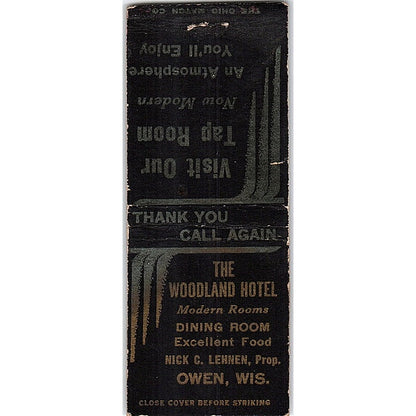 THE OHIO MATCH CO.
Visit Our
Tap Room
Now Modern
An Atmosphere
You'll Enjoy
THANK YOU
CALL AGAIN
THE
WOODLAND HOTEL
Modern Rooms
DINING ROOM
Excellent Food
NICK C. LEHNEN, Prop.
OWEN, WIS.
CLOSE COVER BEFORE STRIKING